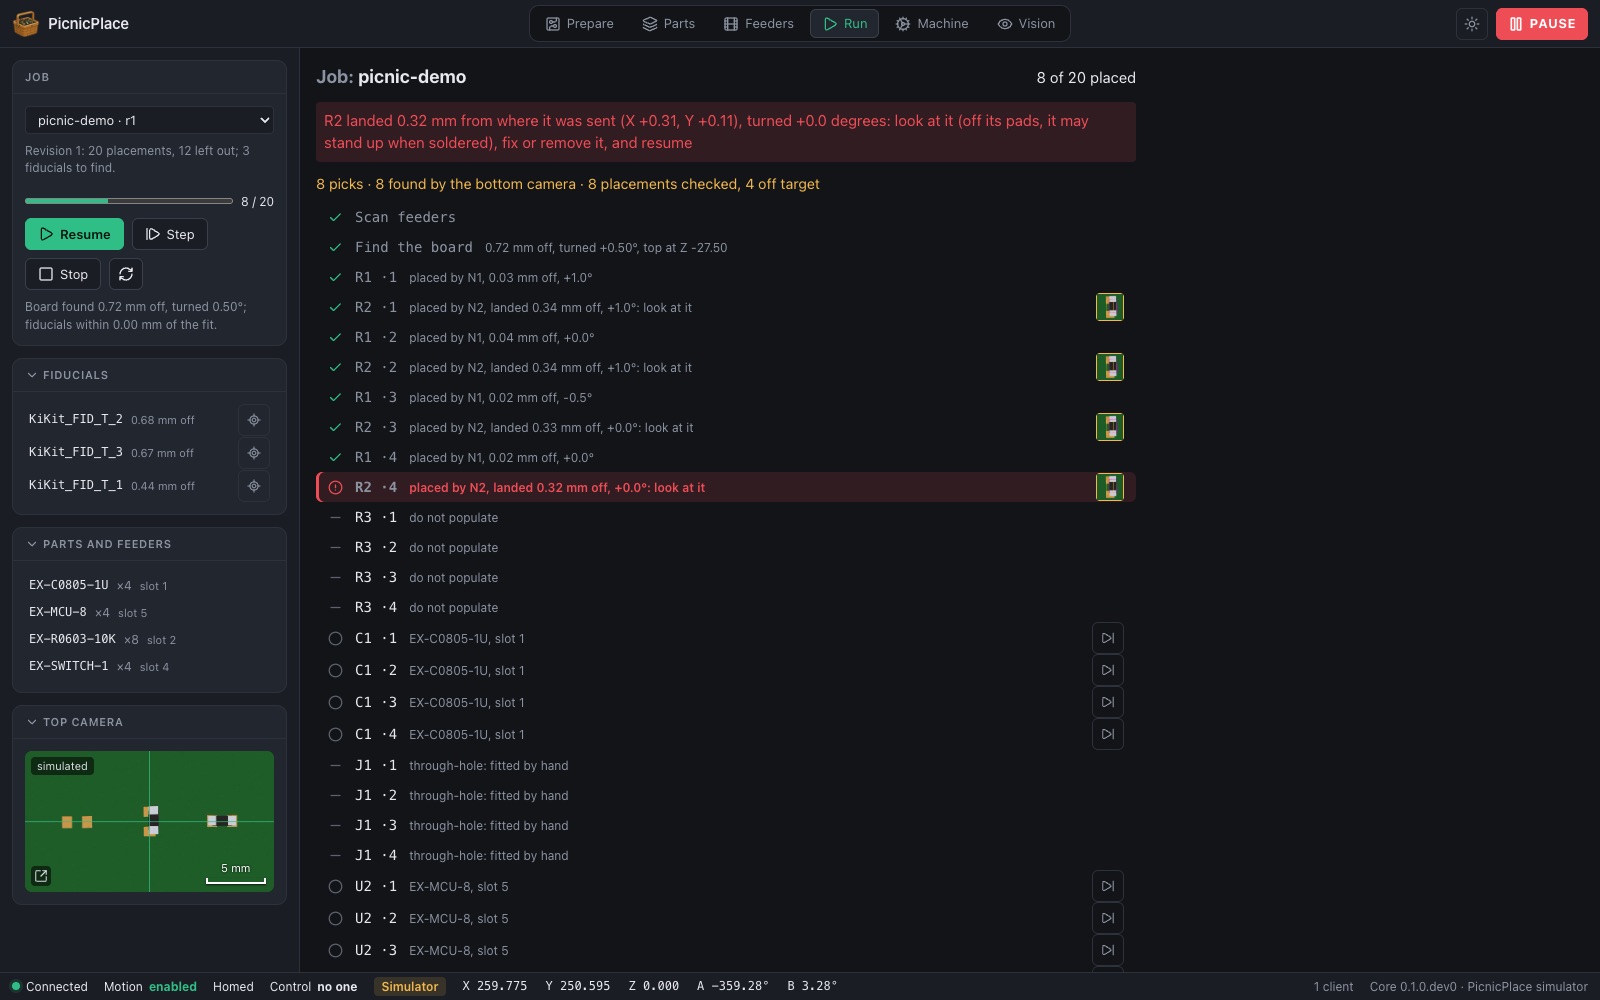 PicnicPlace
Prepare
Parts
Feeders
Run
Machine
Vision
PAUSE
JOB
picnic-demo · r1
Revision 1: 20 placements, 12 left out; 3
fiducials to find.
8 / 20
Resume
Step
Stop
Board found 0.72 mm off, turned 0.50°;
fiducials within 0.00 mm of the fit.
FIDUCIALS
KiKit_FID_T_2 0.68 mm off
KiKit_FID_T_3 0.67 mm off
KiKit_FID_T_1 0.44 mm off
PARTS AND FEEDERS
EX-C0805-1U ×4 slot 1
EX-MCU-8 ×4 slot 5
EX-R0603-10K ×8 slot 2
EX-SWITCH-1 ×4 slot 4
TOP CAMERA
simulated
5 mm
Job: picnic-demo
8 of 20 placed
R2 landed 0.32 mm from where it was sent (X +0.31, Y +0.11), turned +0.0 degrees: look at it (off its pads, it may
stand up when soldered), fix or remove it, and resume
8 picks · 8 found by the bottom camera · 8 placements checked, 4 off target
Scan feeders
Find the board 0.72 mm off, turned +0.50°, top at Z -27.50
R1 ·1 placed by N1, 0.03 mm off, +1.0°
R2 ·1 placed by N2, landed 0.34 mm off, +1.0°: look at it
R1 ·2 placed by N1, 0.04 mm off, +0.0°
R2 ·2 placed by N2, landed 0.34 mm off, +1.0°: look at it
R1 ·3 placed by N1, 0.02 mm off, -0.5°
R2 ·3 placed by N2, landed 0.33 mm off, +0.0°: look at it
R1 ·4 placed by N1, 0.02 mm off, +0.0°
R2 ·4 placed by N2, landed 0.32 mm off, +0.0°: look at it
R3 ·1 do not populate
R3 ·2 do not populate
R3 ·3 do not populate
R3 ·4 do not populate
C1 ·1 EX-C0805-1U, slot 1
C1 ·2 EX-C0805-1U, slot 1
C1 ·3 EX-C0805-1U, slot 1
C1 ·4 EX-C0805-1U, slot 1
J1 ·1 through-hole: fitted by hand
J1 ·2 through-hole: fitted by hand
J1 ·3 through-hole: fitted by hand
J1 ·4 through-hole: fitted by hand
U2 ·1 EX-MCU-8, slot 5
U2 ·2 EX-MCU-8, slot 5
U2 ·3 EX-MCU-8, slot 5
Connected Motion enabled Homed Control no one Simulator X 259.775 Y 250.595 Z 0.000 A -359.28° B 3.28° 1 client Core 0.1.0.dev0 · PicnicPlace simulator